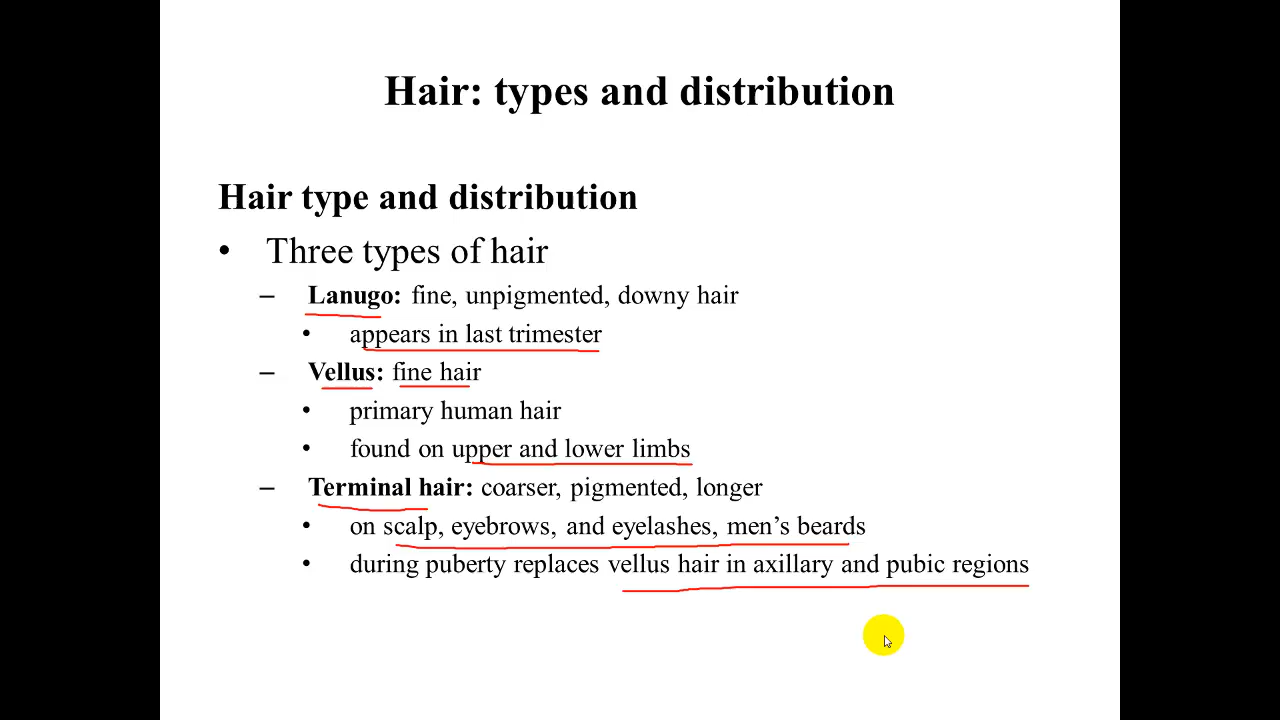 Hair: types and distribution
Hair type and distribution
• Three types of hair
– Lanugo: fine, unpigmented, downy hair
• appears in last trimester
– Vellus: fine hair
• primary human hair
• found on upper and lower limbs
– Terminal hair: coarser, pigmented, longer
• on scalp, eyebrows, and eyelashes, men’s beards
• during puberty replaces vellus hair in axillary and pubic regions